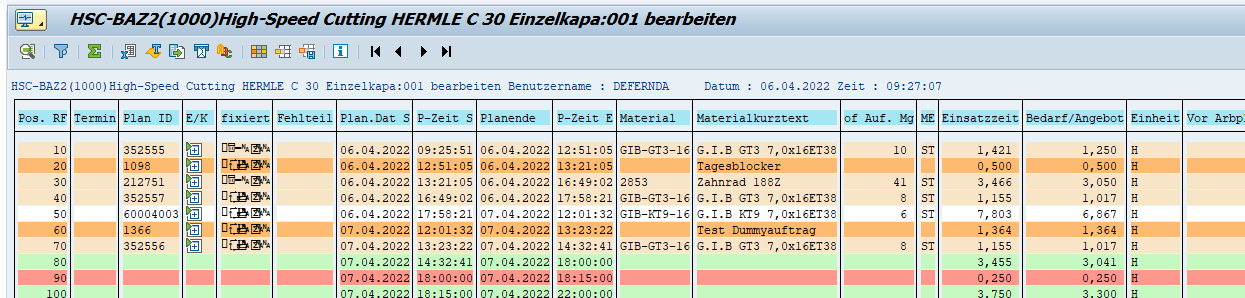 HSC-BAZ2(1000)High-Speed Cutting HERMLE C 30 Einzelkapa:001 bearbeiten
HSC-BAZ2(1000)High-Speed Cutting HERMLE C 30 Einzelkapa:001 bearbeiten Benutzername : DEFERNDA Datum : 06.04.2022 Zeit : 09:27:07
Pos. RF Termin Plan ID E/K fixiert Fehlteil Plan.Dat S P-Zeit S Planende P-Zeit E Material Materialkurztext of Auf. Mg ME Einsatzzeit Bedarf/Angebot Einheit Vor Arbpl
10 352555 06.04.2022 09:25:51 06.04.2022 12:51:05 GIB-GT3-16 G.I.B GT3 7,0x16ET38 10 ST 1,421 1,250 H
20 1098 06.04.2022 12:51:05 06.04.2022 13:21:05 Tagesblocker 0,500 0,500 H
30 212751 06.04.2022 13:21:05 06.04.2022 16:49:02 2853 Zahnrad 188Z 41 ST 3,466 3,050 H
40 352557 06.04.2022 16:49:02 06.04.2022 17:58:21 GIB-GT3-16 G.I.B GT3 7,0x16ET38 8 ST 1,155 1,017 H
50 60004003 06.04.2022 17:58:21 07.04.2022 12:01:32 GIB-KT9-16 G.I.B KT9 7,0x16ET38 6 ST 7,803 6,867 H
60 1366 07.04.2022 12:01:32 07.04.2022 13:23:22 Test Dummyauftrag 1,364 1,364 H
70 352556 07.04.2022 13:23:22 07.04.2022 14:32:41 GIB-GT3-16 G.I.B GT3 7,0x16ET38 8 ST 1,155 1,017 H
80 07.04.2022 14:32:41 07.04.2022 18:00:00 3,455 3,041 H
90 07.04.2022 18:00:00 07.04.2022 18:15:00 0,250 0,250 H
100 07.04.2022 18:15:00 07.04.2022 22:00:00 3,750 3,300 H